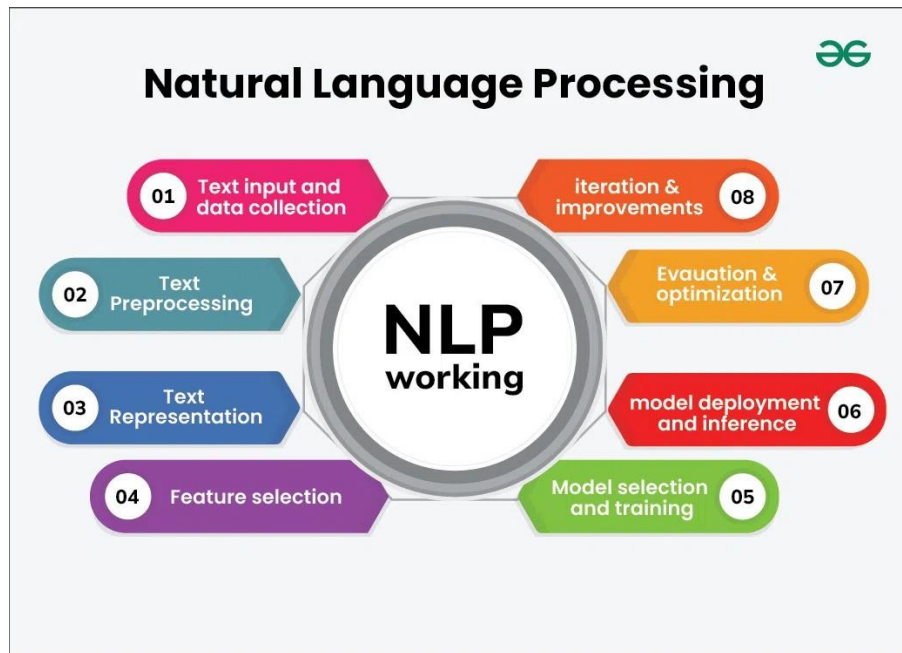 Natural Language Processing
01
Text input and
data collection
02
Text
Preprocessing
03
Text
Representation
04
Feature selection
NLP
working
Model selection
and training
05
model deployment
and inference
06
Evauation &
optimization
07
iteration &
improvements
08